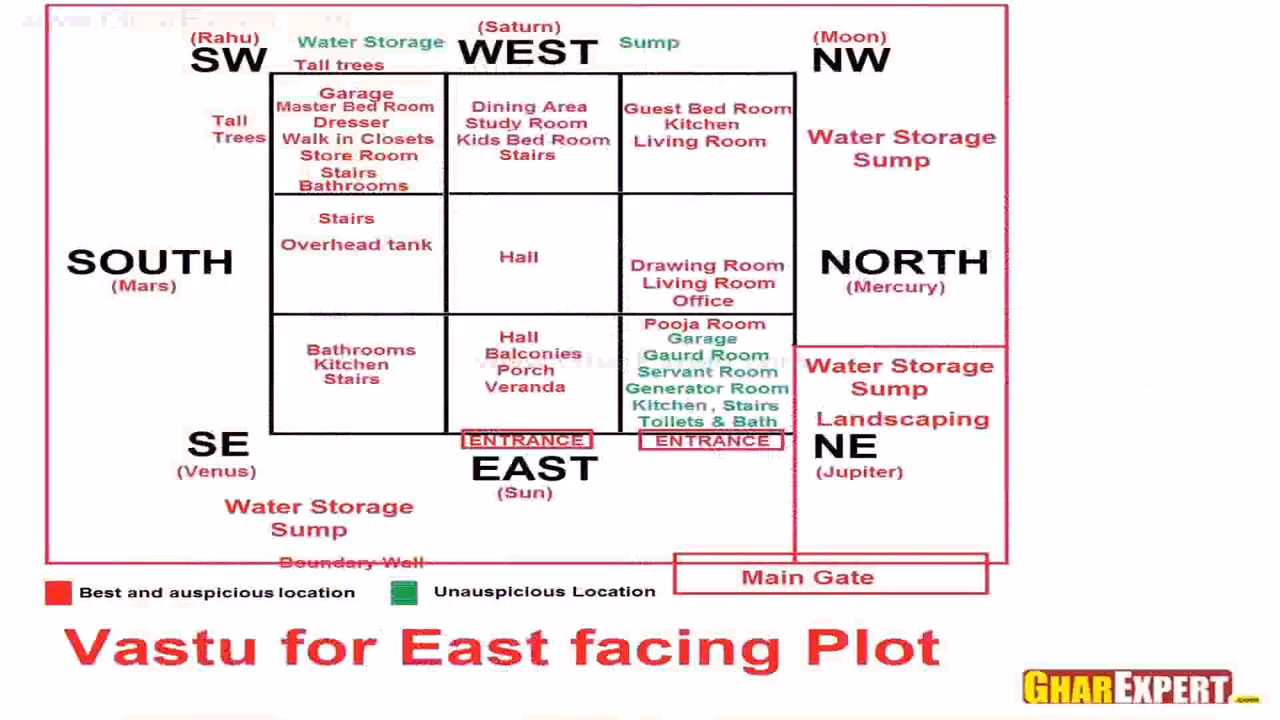 (Rahu)
SW
Water Storage
Tall trees
(Saturn)
WEST
Sump
(Moon)
NW
Tall
Trees
Garage
Master Bed Room
Dresser
Walk in Closets
Store Room
Stairs
Bathrooms
Dining Area
Study Room
Kids Bed Room
Stairs
Guest Bed Room
Kitchen
Living Room
Water Storage
Sump
SOUTH
(Mars)
Stairs
Overhead tank
Hall
Drawing Room
Living Room
Office
NORTH
(Mercury)
Bathrooms
Kitchen
Stairs
Hall
Balconies
Porch
Veranda
Pooja Room
Garage
Gaurd Room
Servant Room
Generator Room
Kitchen , Stairs
Toilets & Bath
Water Storage
Sump
Landscaping
NE
(Jupiter)
SE
(Venus)
ENTRANCE
ENTRANCE
EAST
(Sun)
Water Storage
Sump
Boundary Wall
Main Gate
Best and auspicious location
Unauspicious Location
Vastu for East facing Plot
GHAREXPERT.com